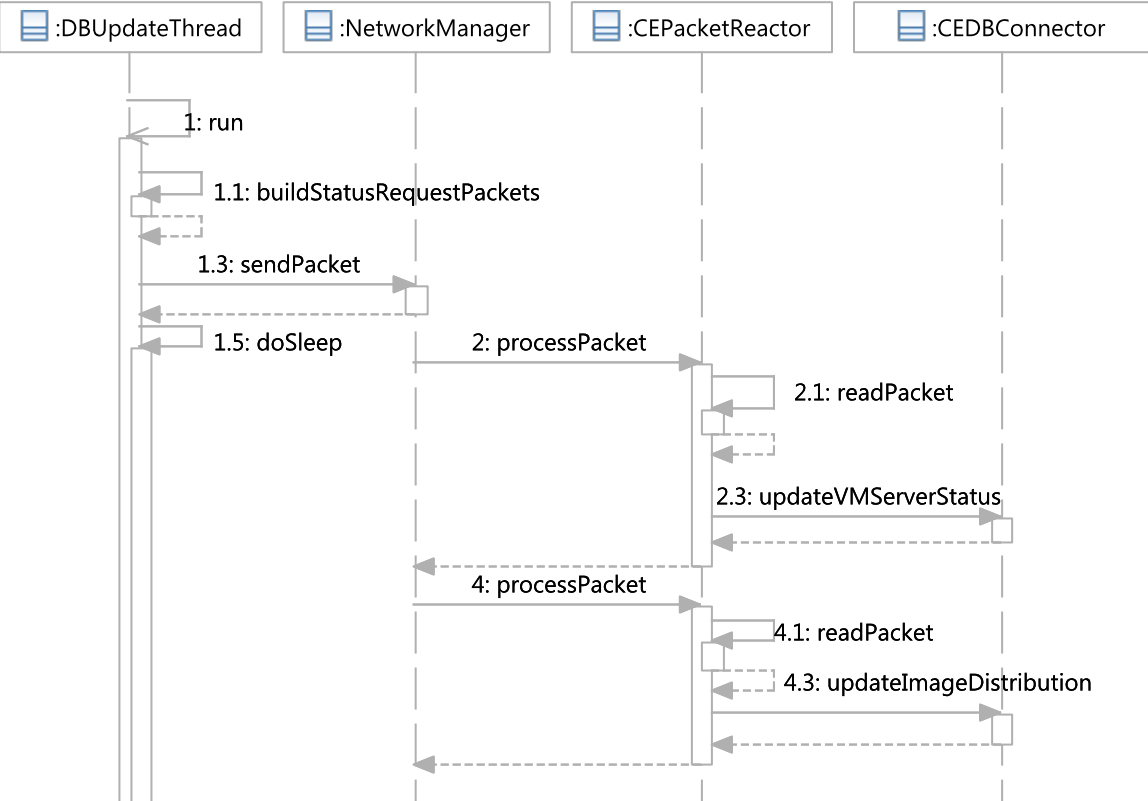 :DBUpdateThread
:NetworkManager
:CEPacketReactor
:CEDBConnector
1: run
1.1: buildStatusRequestPackets
1.3: sendPacket
1.5: doSleep
2: processPacket
2.1: readPacket
2.3: updateVMServerStatus
4: processPacket
4.1: readPacket
4.3: updateImageDistribution